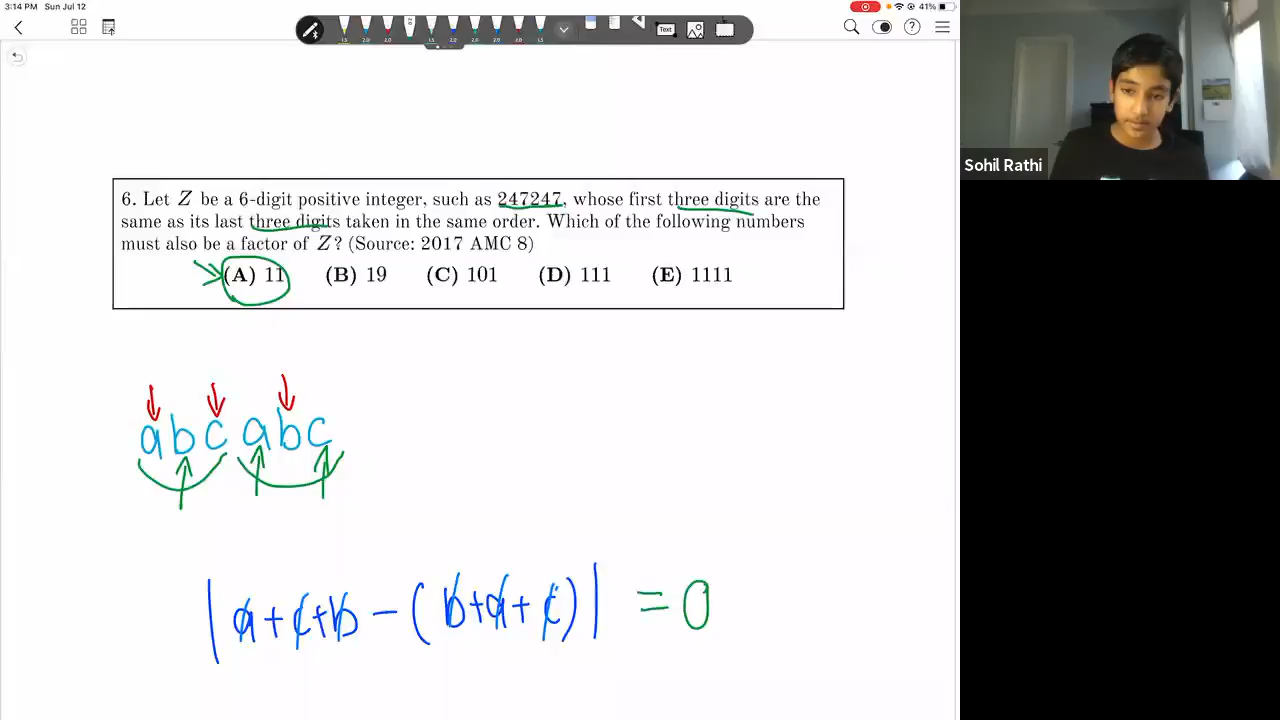 3:14 PM Sun Jul 12
41%
Text
Sohil Rathi
6. Let Z be a 6-digit positive integer, such as 247247, whose first three digits are the
same as its last three digits taken in the same order. Which of the following numbers
must also be a factor of Z? (Source: 2017 AMC 8)
(A) 11 (B) 19 (C) 101 (D) 111 (E) 1111
abc abc
|a+c+b-(b+a+c)| = 0